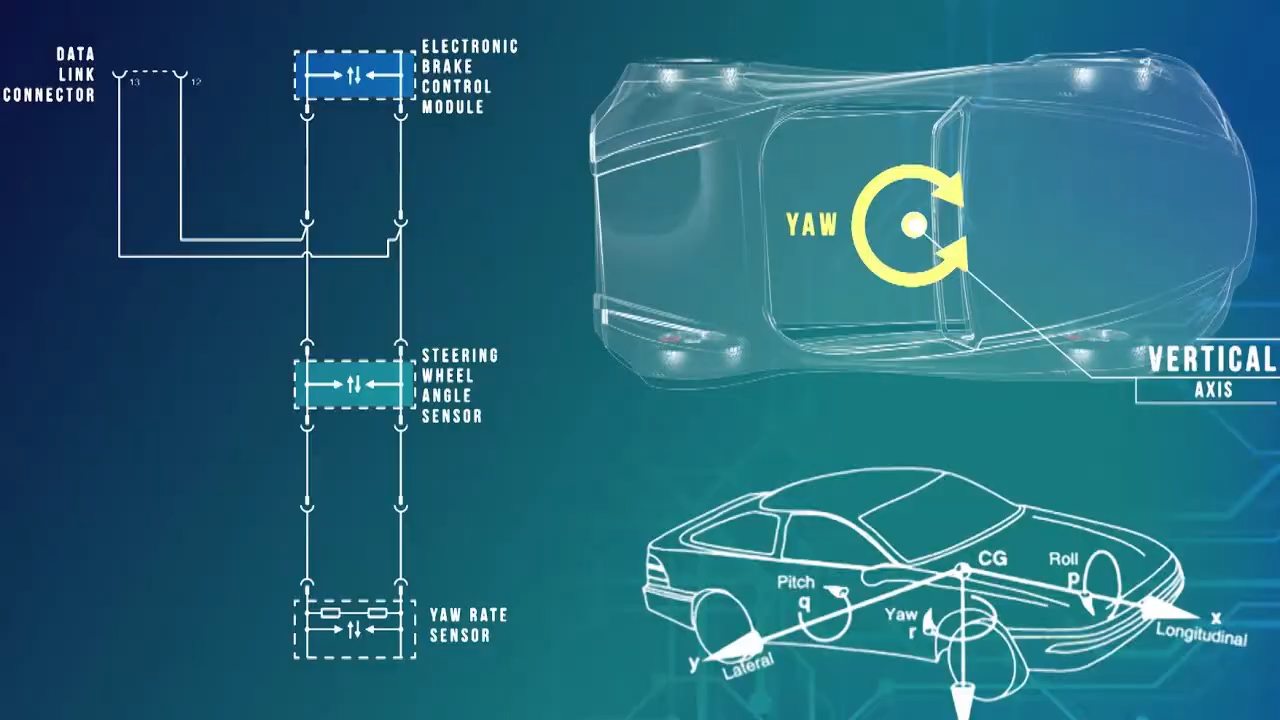 DATA
LINK
CONNECTOR
13
12
ELECTRONIC
BRAKE
CONTROL
MODULE
STEERING
WHEEL
ANGLE
SENSOR
YAW RATE
SENSOR
YAW
VERTICAL
AXIS
CG
Roll
p
Pitch
q
Yaw
r
x
Longitudinal
y
Lateral